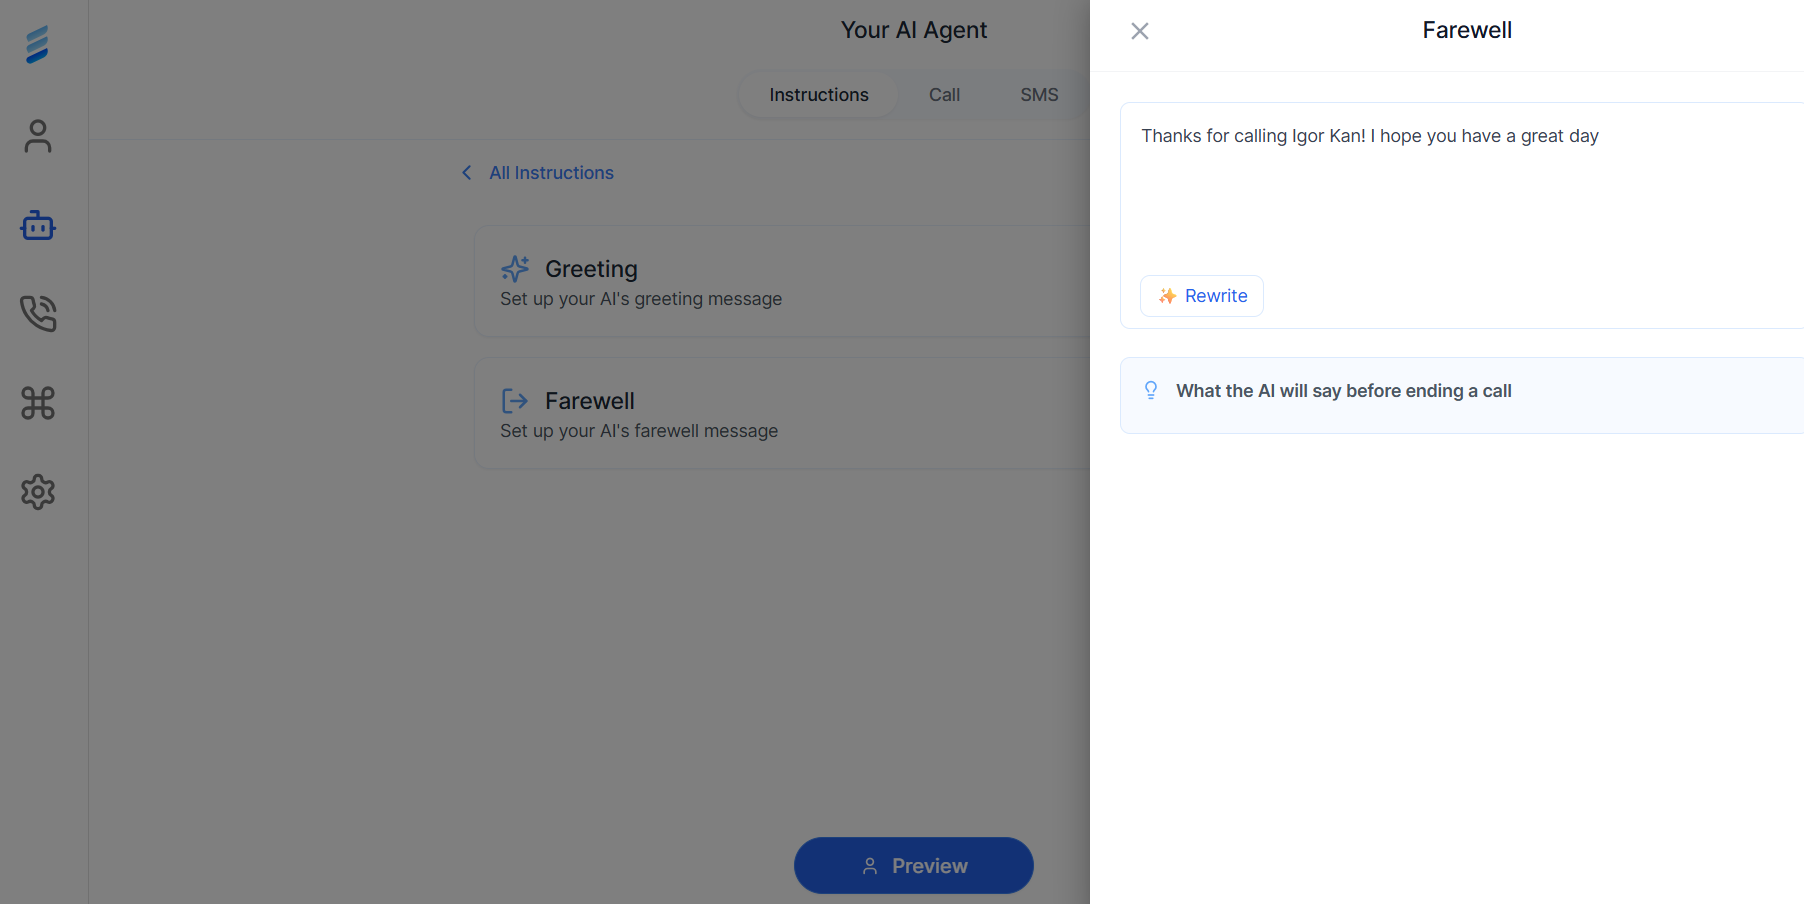 Your AI Agent
Instructions
Call
SMS
All Instructions
Greeting
Set up your AI's greeting message
Farewell
Set up your AI's farewell message
Preview
Farewell
Thanks for calling Igor Kan! I hope you have a great day
Rewrite
What the AI will say before ending a call